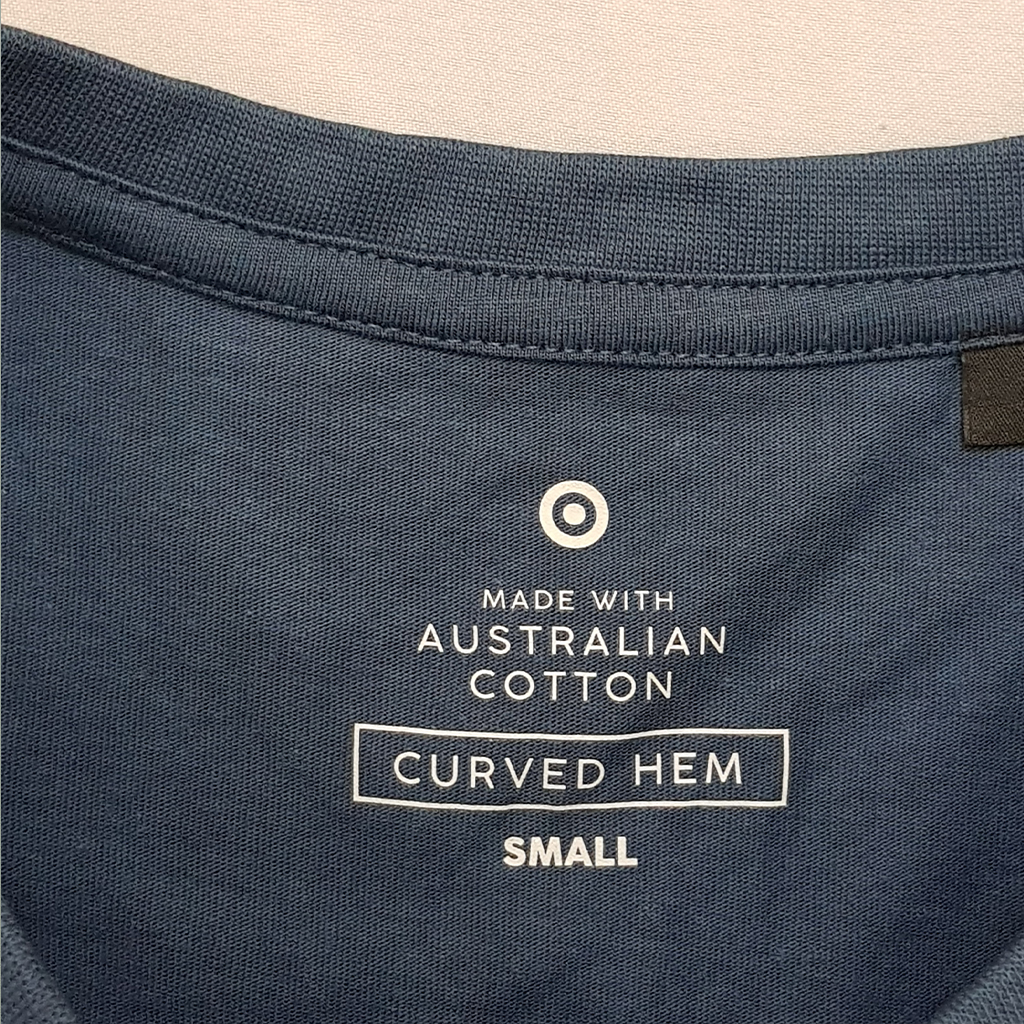 MADE WITH
AUSTRALIAN
COTTON
CURVED HEM
SMALL